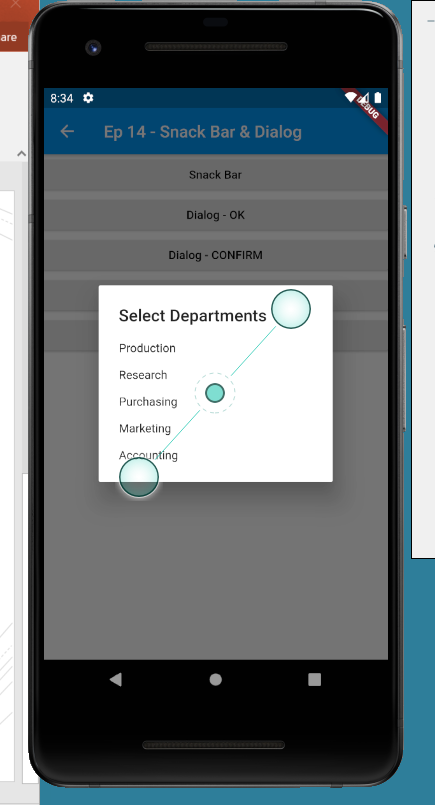 are
8:34
DEBUG
Ep 14 - Snack Bar & Dialog
Snack Bar
Dialog - OK
Dialog - CONFIRM
Select Departments
Production
Research
Purchasing
Marketing
Accounting